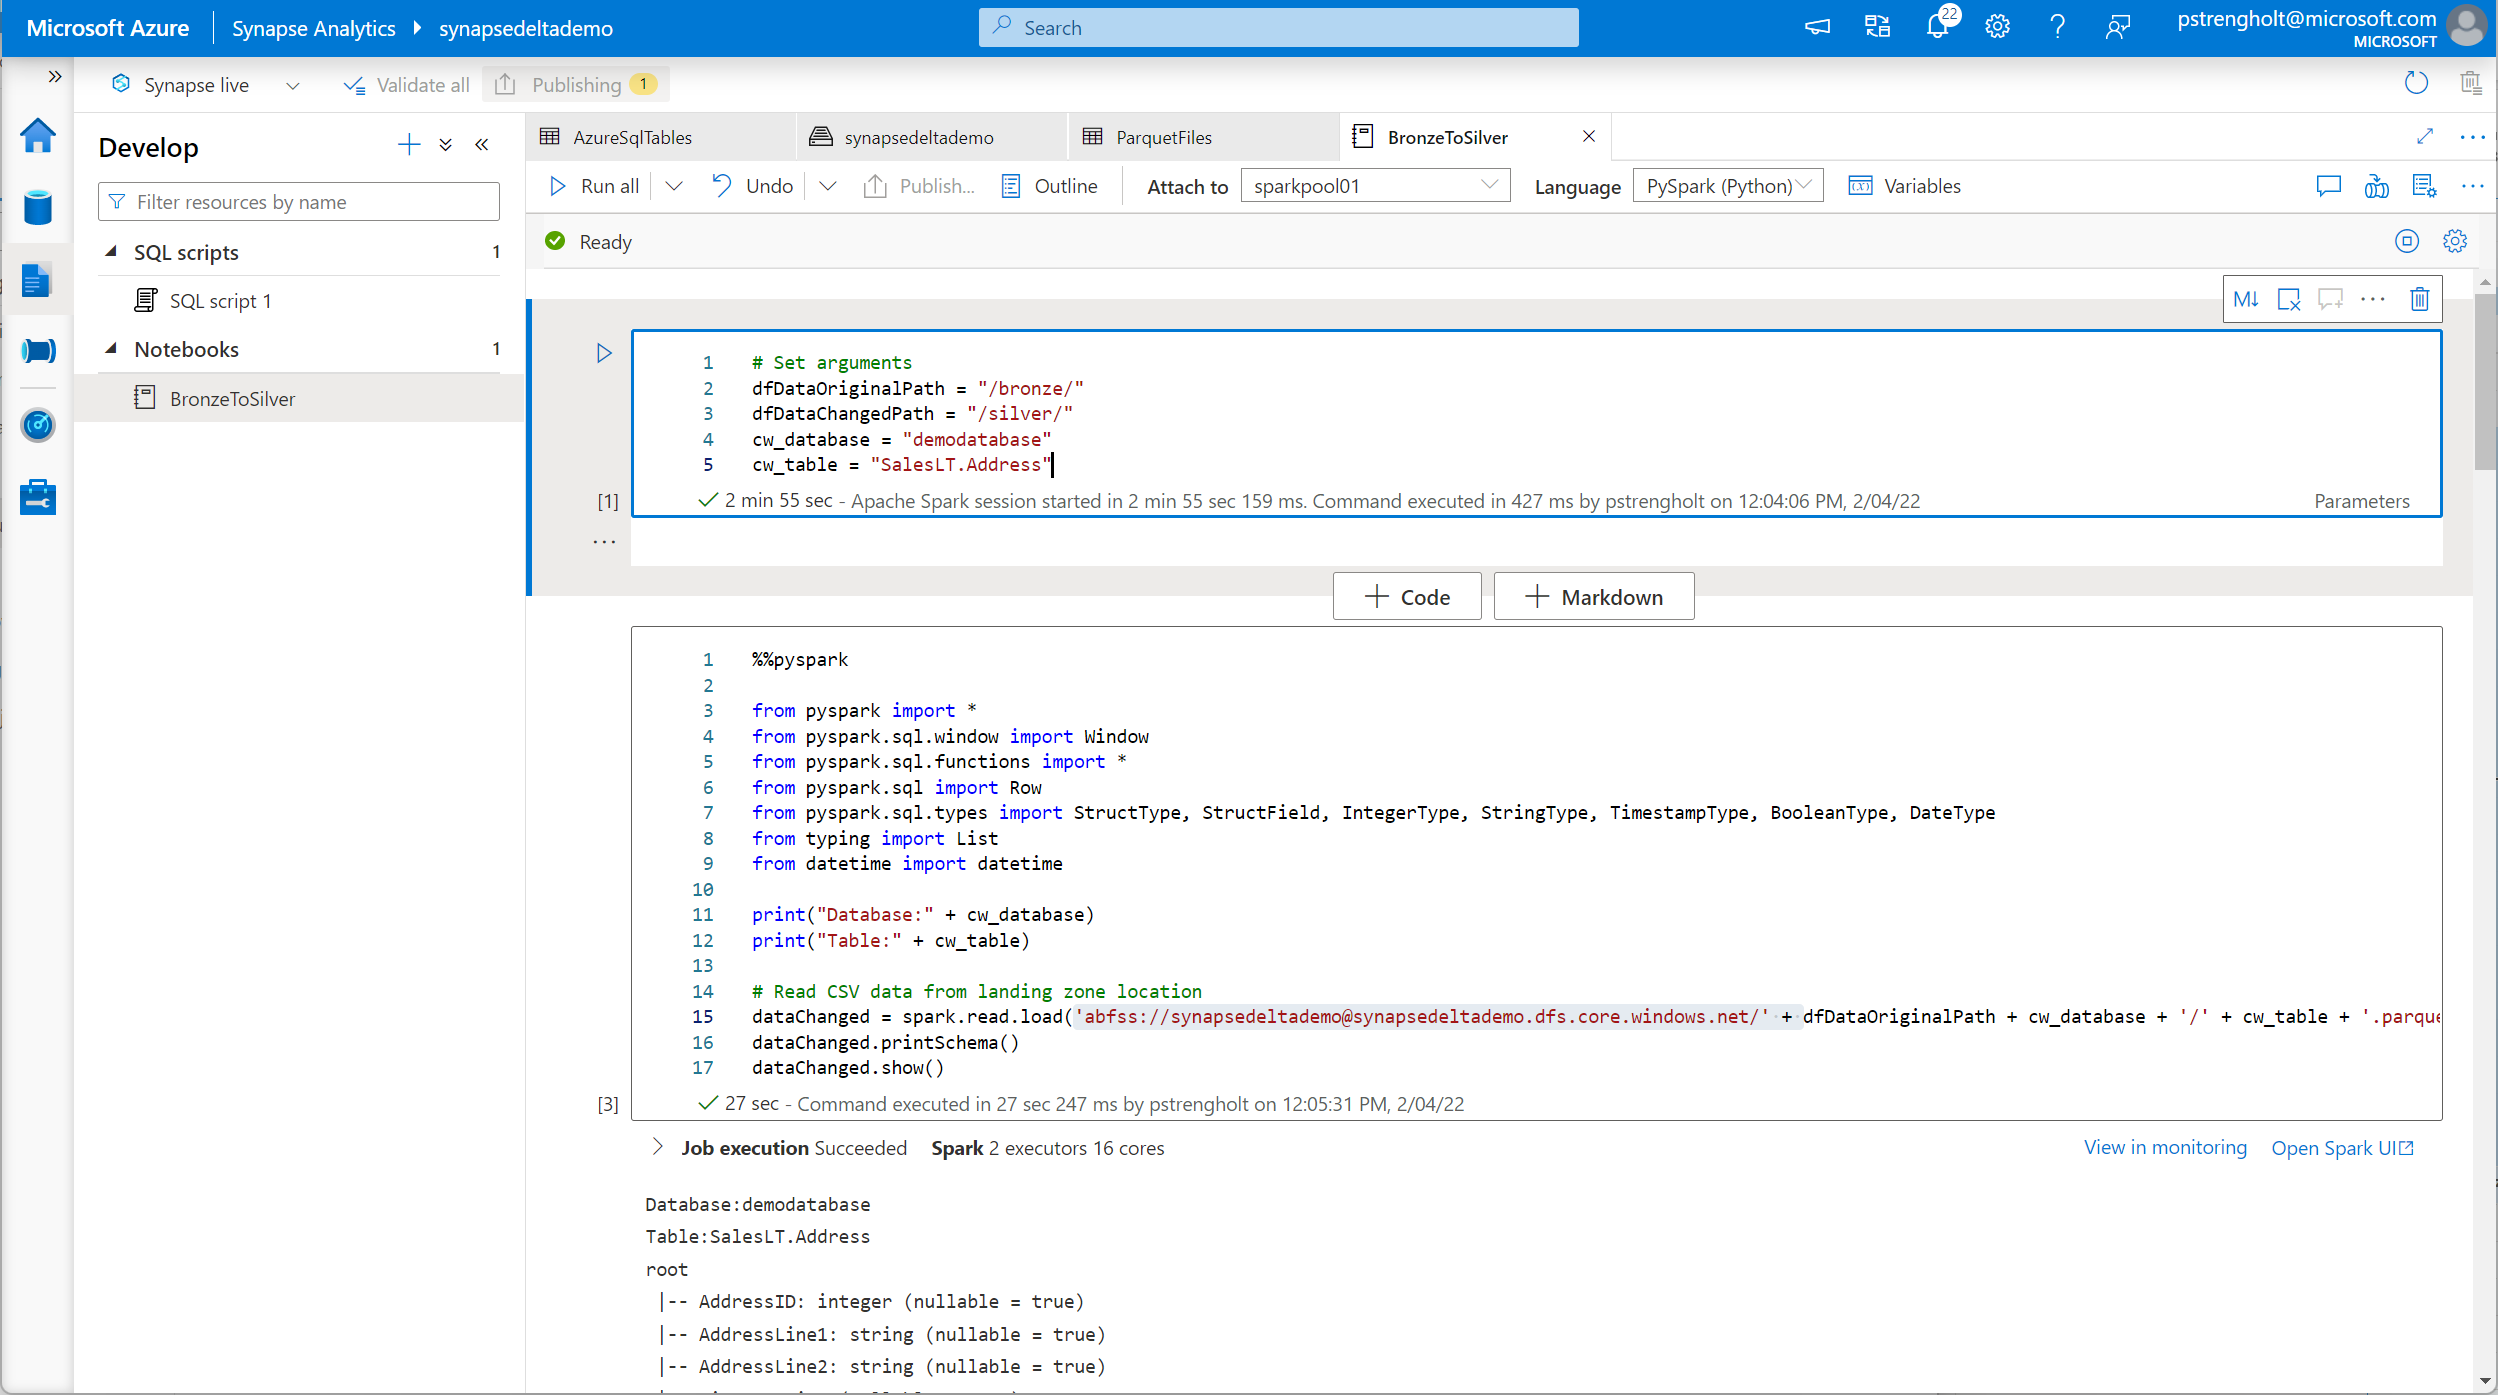 Microsoft Azure
Synapse Analytics
synapsedeltademo
Search
22
pstrengholt@microsoft.com
MICROSOFT
Synapse live
Validate all
Publishing 1
Develop
Filter resources by name
SQL scripts 1
SQL script 1
Notebooks 1
BronzeToSilver
AzureSqlTables
synapsedeltademo
ParquetFiles
BronzeToSilver
Run all
Undo
Publish...
Outline
Attach to
sparkpool01
Language
PySpark (Python)
Variables
Ready
M↓
1 # Set arguments
2 dfDataOriginalPath = "/bronze/"
3 dfDataChangedPath = "/silver/"
4 cw_database = "demodatabase"
5 cw_table = "SalesLT.Address"
[1] 2 min 55 sec - Apache Spark session started in 2 min 55 sec 159 ms. Command executed in 427 ms by pstrengholt on 12:04:06 PM, 2/04/22 Parameters
+ Code
+ Markdown
1 %%pyspark
2
3 from pyspark import *
4 from pyspark.sql.window import Window
5 from pyspark.sql.functions import *
6 from pyspark.sql import Row
7 from pyspark.sql.types import StructType, StructField, IntegerType, StringType, TimestampType, BooleanType, DateType
8 from typing import List
9 from datetime import datetime
10
11 print("Database:" + cw_database)
12 print("Table:" + cw_table)
13
14 # Read CSV data from landing zone location
15 dataChanged = spark.read.load('abfss://synapsedeltademo@synapsedeltademo.dfs.core.windows.net/' + dfDataOriginalPath + cw_database + '/' + cw_table + '.parque
16 dataChanged.printSchema()
17 dataChanged.show()
[3] 27 sec - Command executed in 27 sec 247 ms by pstrengholt on 12:05:31 PM, 2/04/22
Job execution Succeeded Spark 2 executors 16 cores
View in monitoring
Open Spark UI
Database:demodatabase
Table:SalesLT.Address
root
|-- AddressID: integer (nullable = true)
|-- AddressLine1: string (nullable = true)
|-- AddressLine2: string (nullable = true)